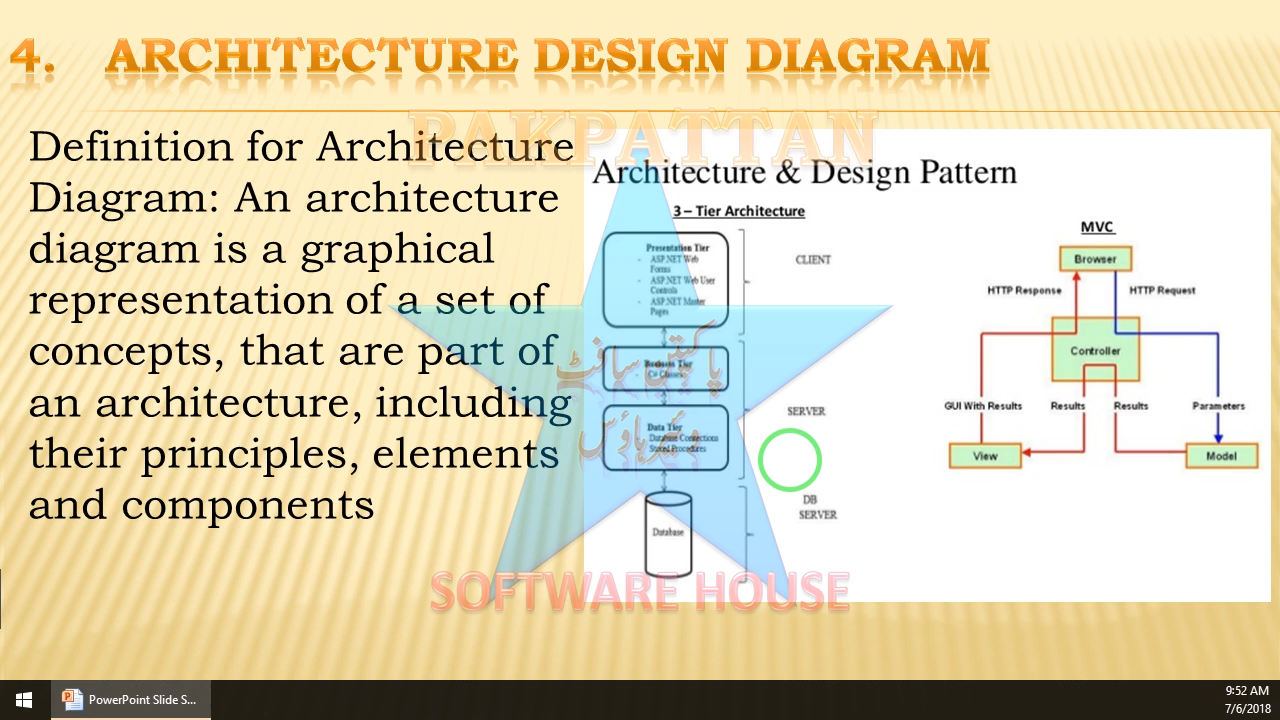 4. ARCHITECTURE DESIGN DIAGRAM
PAKPATTAN
Definition for Architecture
Diagram: An architecture
diagram is a graphical
representation of a set of
concepts, that are part of
an architecture, including
their principles, elements
and components
Architecture & Design Pattern
3 – Tier Architecture
Presentation Tier
- ASP.NET Web
Forms
- ASP.NET Web User
Controls
- ASP.NET Master
Pages
CLIENT
Business Tier
- C# Classes
Data Tier
Database Connections
Stored Procedures
SERVER
DB
SERVER
Database
پاکپتن سافٹ
وئیر ہاؤس
MVC
Browser
HTTP Response
HTTP Request
Controller
GUI With Results
Results
Results
Parameters
View
Model
SOFTWARE HOUSE
PowerPoint Slide S...
9:52 AM
7/6/2018